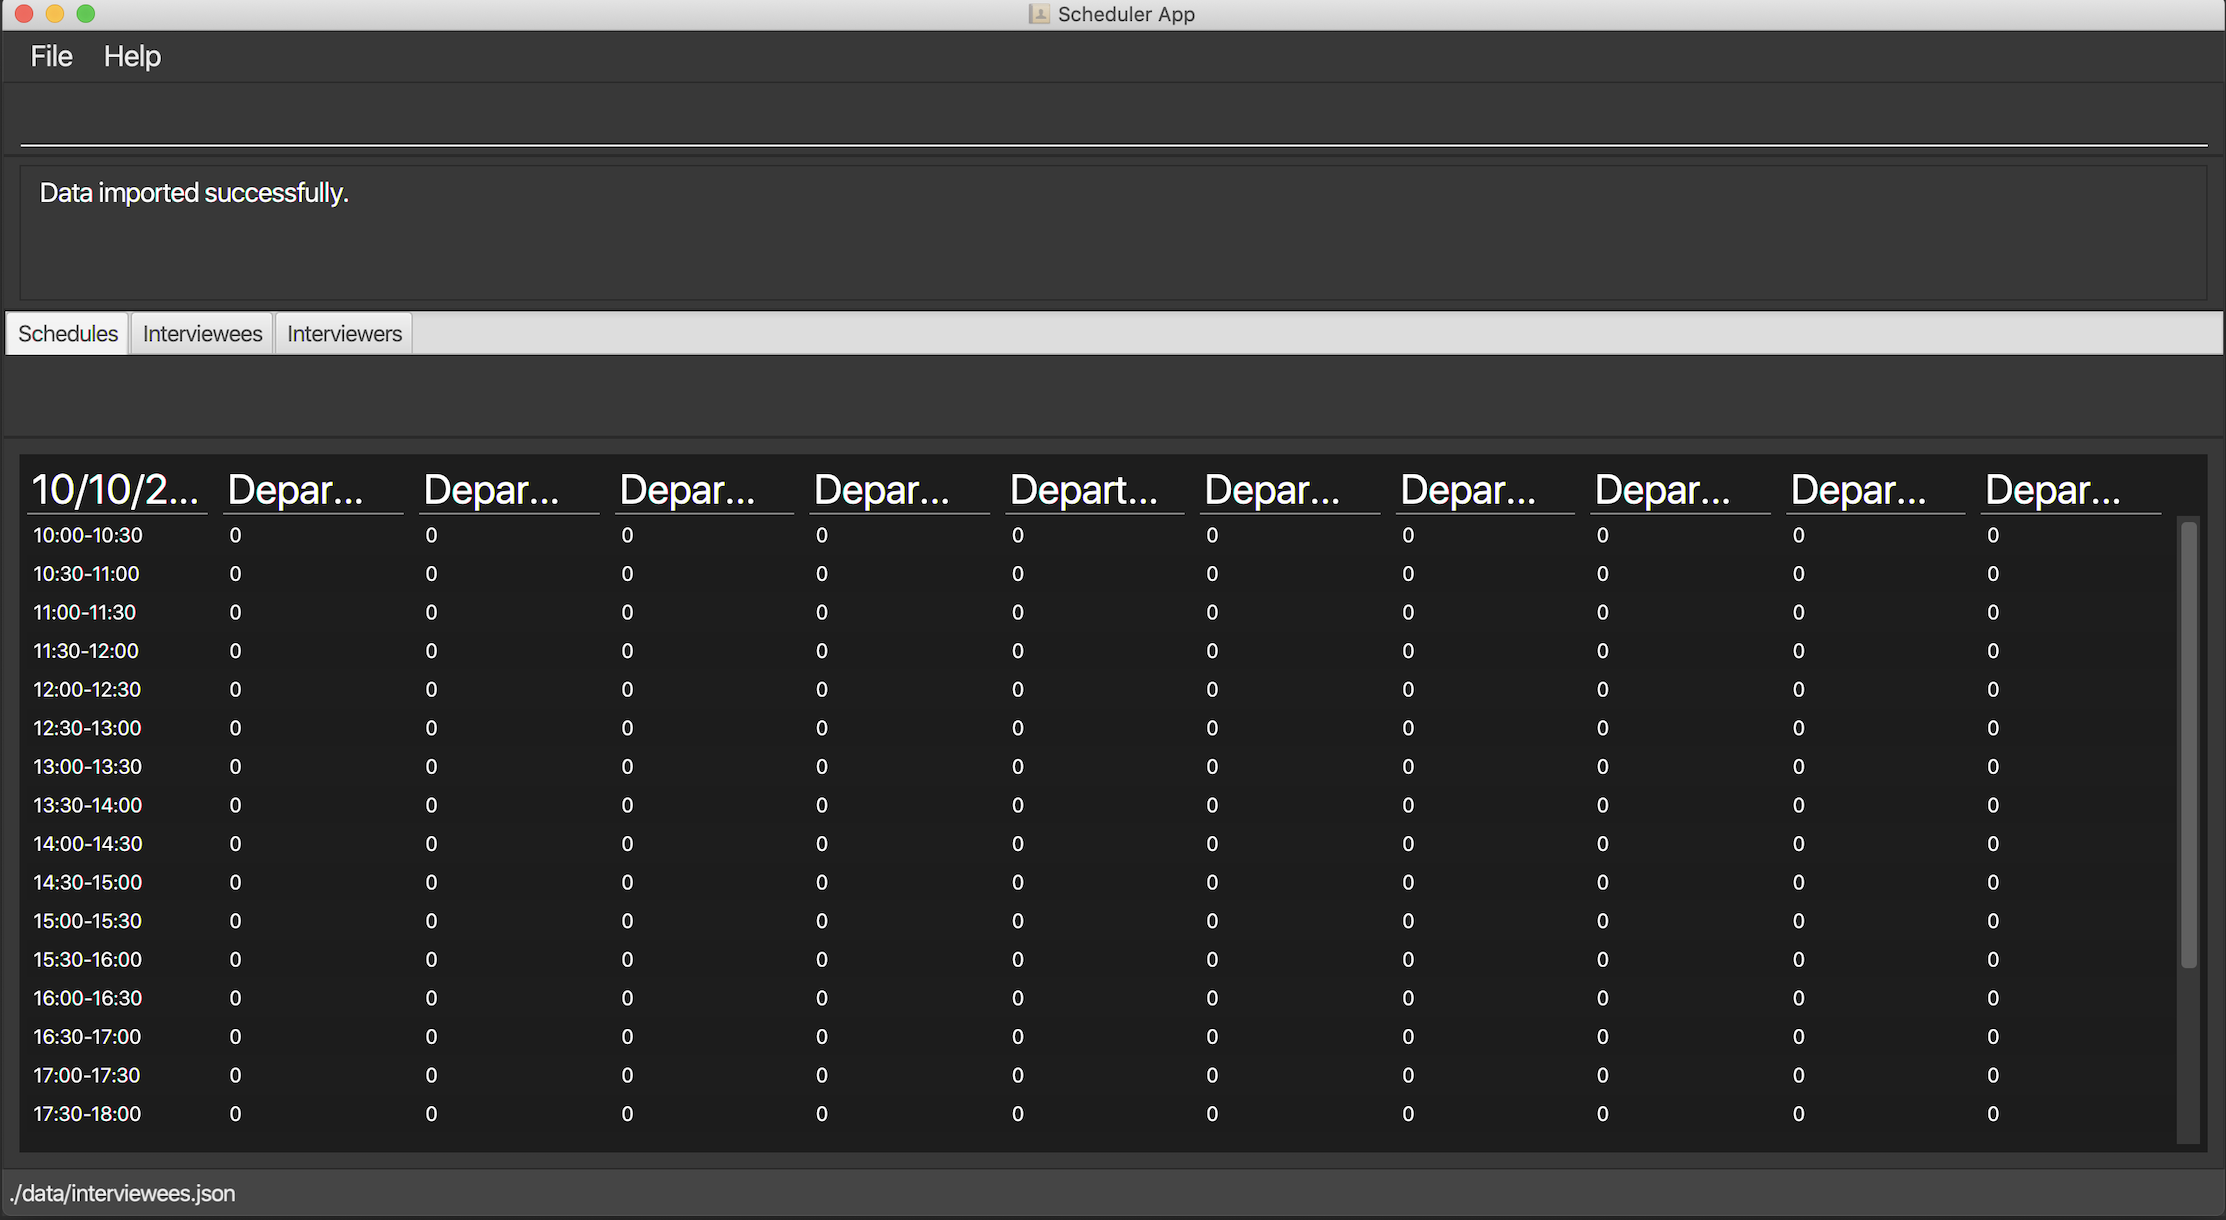 Scheduler App
File Help
Data imported successfully.
Schedules Interviewees Interviewers
10/10/2... Depar... Depar... Depar... Depar... Depart... Depar... Depar... Depar... Depar... Depar...
10:00-10:30 0 0 0 0 0 0 0 0 0 0
10:30-11:00 0 0 0 0 0 0 0 0 0 0
11:00-11:30 0 0 0 0 0 0 0 0 0 0
11:30-12:00 0 0 0 0 0 0 0 0 0 0
12:00-12:30 0 0 0 0 0 0 0 0 0 0
12:30-13:00 0 0 0 0 0 0 0 0 0 0
13:00-13:30 0 0 0 0 0 0 0 0 0 0
13:30-14:00 0 0 0 0 0 0 0 0 0 0
14:00-14:30 0 0 0 0 0 0 0 0 0 0
14:30-15:00 0 0 0 0 0 0 0 0 0 0
15:00-15:30 0 0 0 0 0 0 0 0 0 0
15:30-16:00 0 0 0 0 0 0 0 0 0 0
16:00-16:30 0 0 0 0 0 0 0 0 0 0
16:30-17:00 0 0 0 0 0 0 0 0 0 0
17:00-17:30 0 0 0 0 0 0 0 0 0 0
17:30-18:00 0 0 0 0 0 0 0 0 0 0
./data/interviewees.json